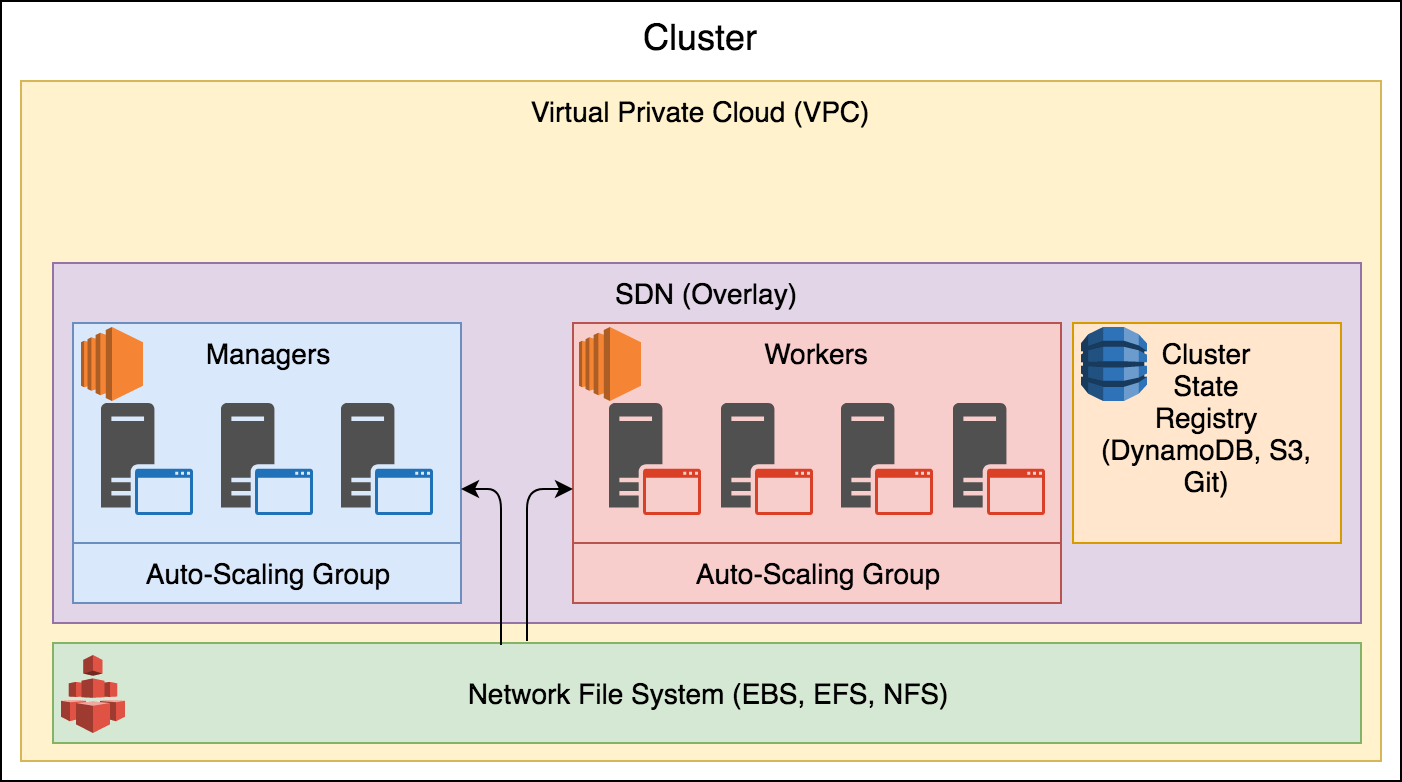 Cluster
Virtual Private Cloud (VPC)
SDN (Overlay)
Managers
Workers
Cluster
State
Registry
(DynamoDB, S3,
Git)
Auto-Scaling Group
Auto-Scaling Group
Network File System (EBS, EFS, NFS)